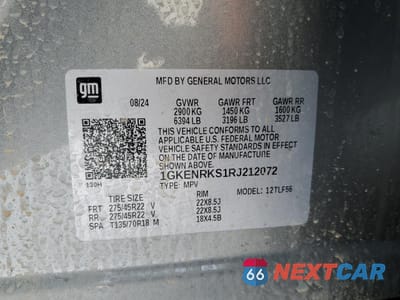 gm
MFD BY GENERAL MOTORS LLC
08/24 GVWR GAWR FRT GAWR RR
2900 KG 1450 KG 1600 KG
6394 LB 3196 LB 3527 LB
THIS VEHICLE CONFORMS TO ALL
APPLICABLE U.S. FEDERAL MOTOR
VEHICLE SAFETY STANDARDS IN
EFFECT ON THE DATE OF
MANUFACTURE SHOWN ABOVE.
1GKENRKS1RJ212072
TYPE: MPV 12TLF56
TIRE SIZE RIM
FRT 275/45R22 V 22X8.5J
RR 275/45R22 V 22X8.5J
SPA T135/70R18 M 18X4.5B
66 NEXTCAR